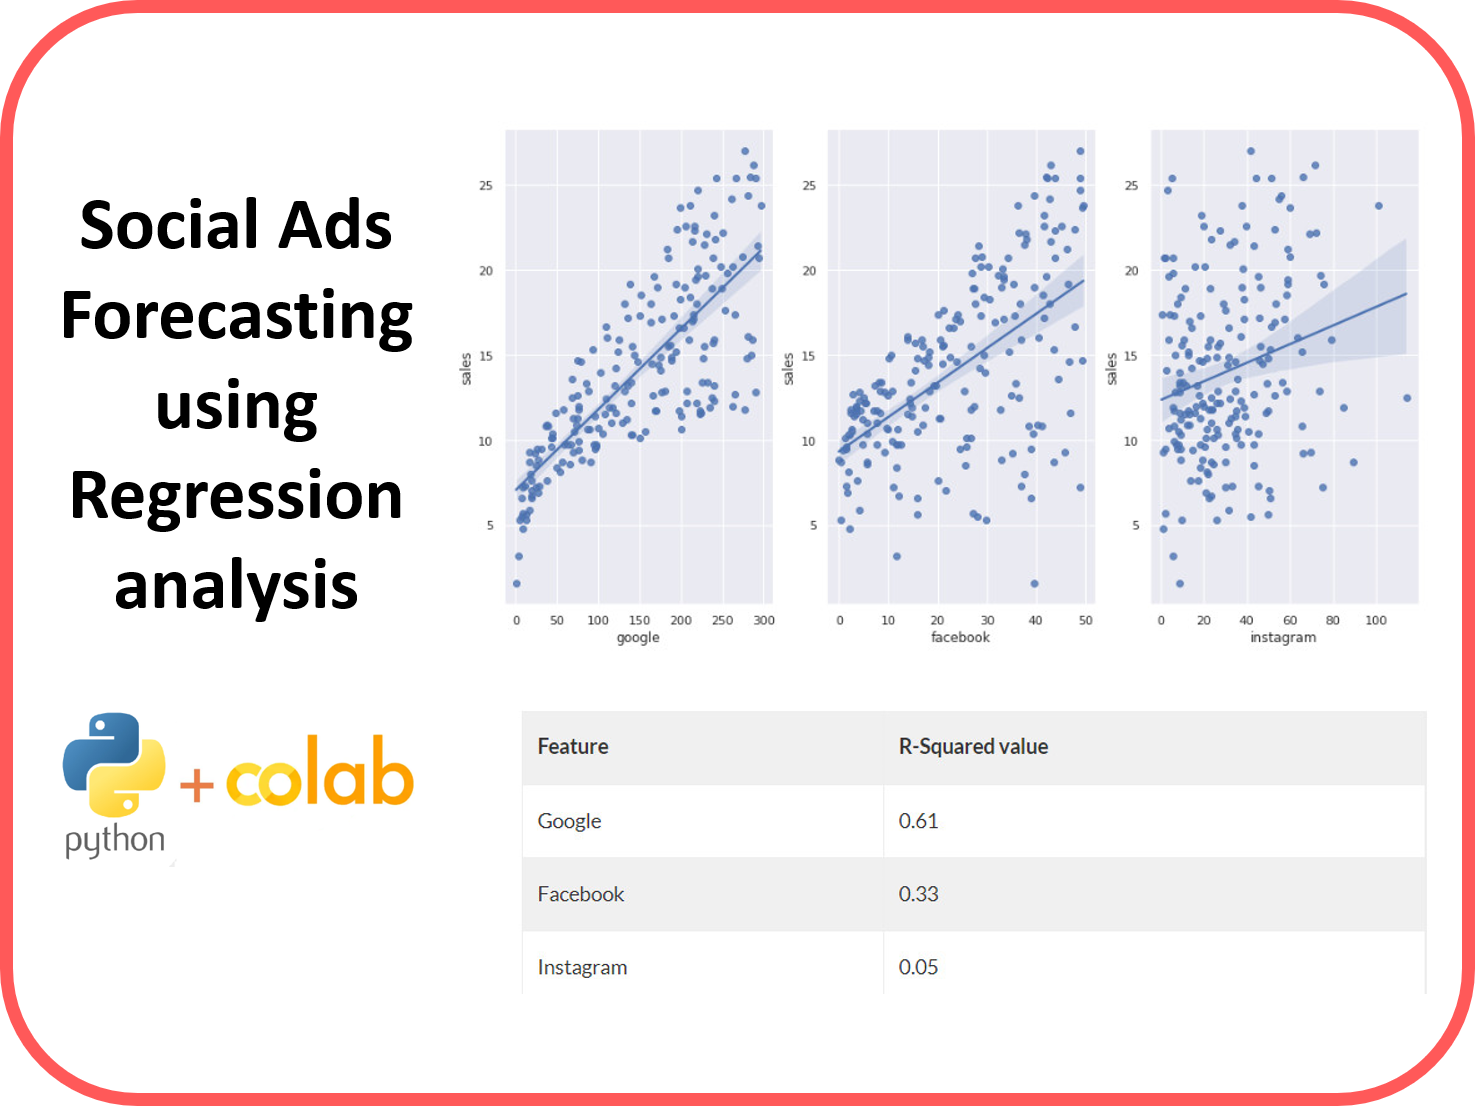 Social Ads
Forecasting
using
Regression
analysis
python
+ colab
25
20
15
10
5
sales
0 50 100 150 200 250 300
google
25
20
15
10
5
sales
0 10 20 30 40 50
facebook
25
20
15
10
5
sales
0 20 40 60 80 100
instagram
Feature R-Squared value
Google 0.61
Facebook 0.33
Instagram 0.05